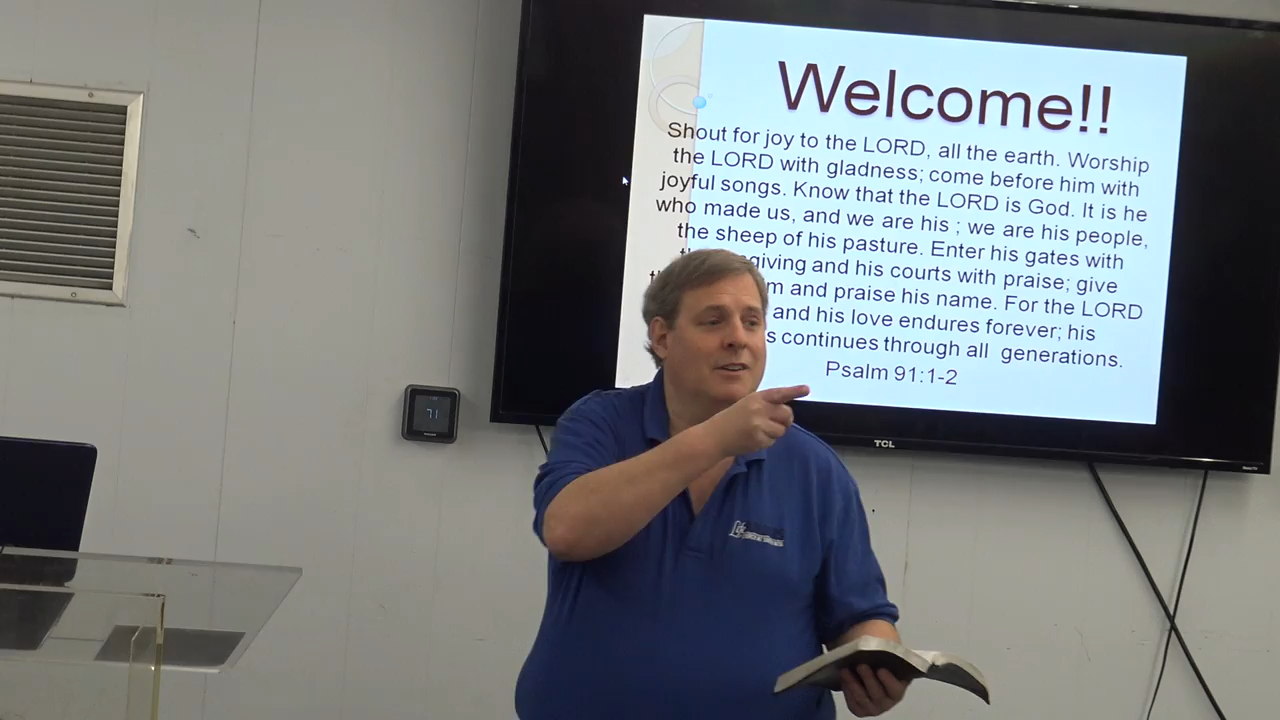 Welcome!!
Shout for joy to the LORD, all the earth. Worship
the LORD with gladness; come before him with
joyful songs. Know that the LORD is God. It is he
who made us, and we are his ; we are his people,
the sheep of his pasture. Enter his gates with
giving and his courts with praise; give
and praise his name. For the LORD
and his love endures forever; his
continues through all generations.
Psalm 91:1-2
71
TCL
Life